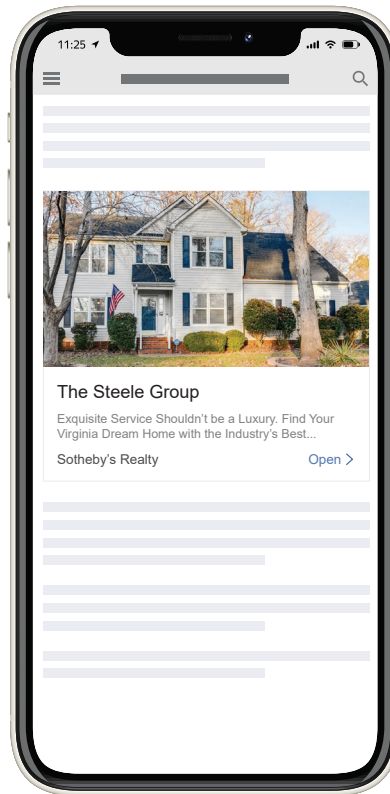 11:25
The Steele Group
Exquisite Service Shouldn't be a Luxury. Find Your
Virginia Dream Home with the Industry's Best...
Sotheby's Realty
Open